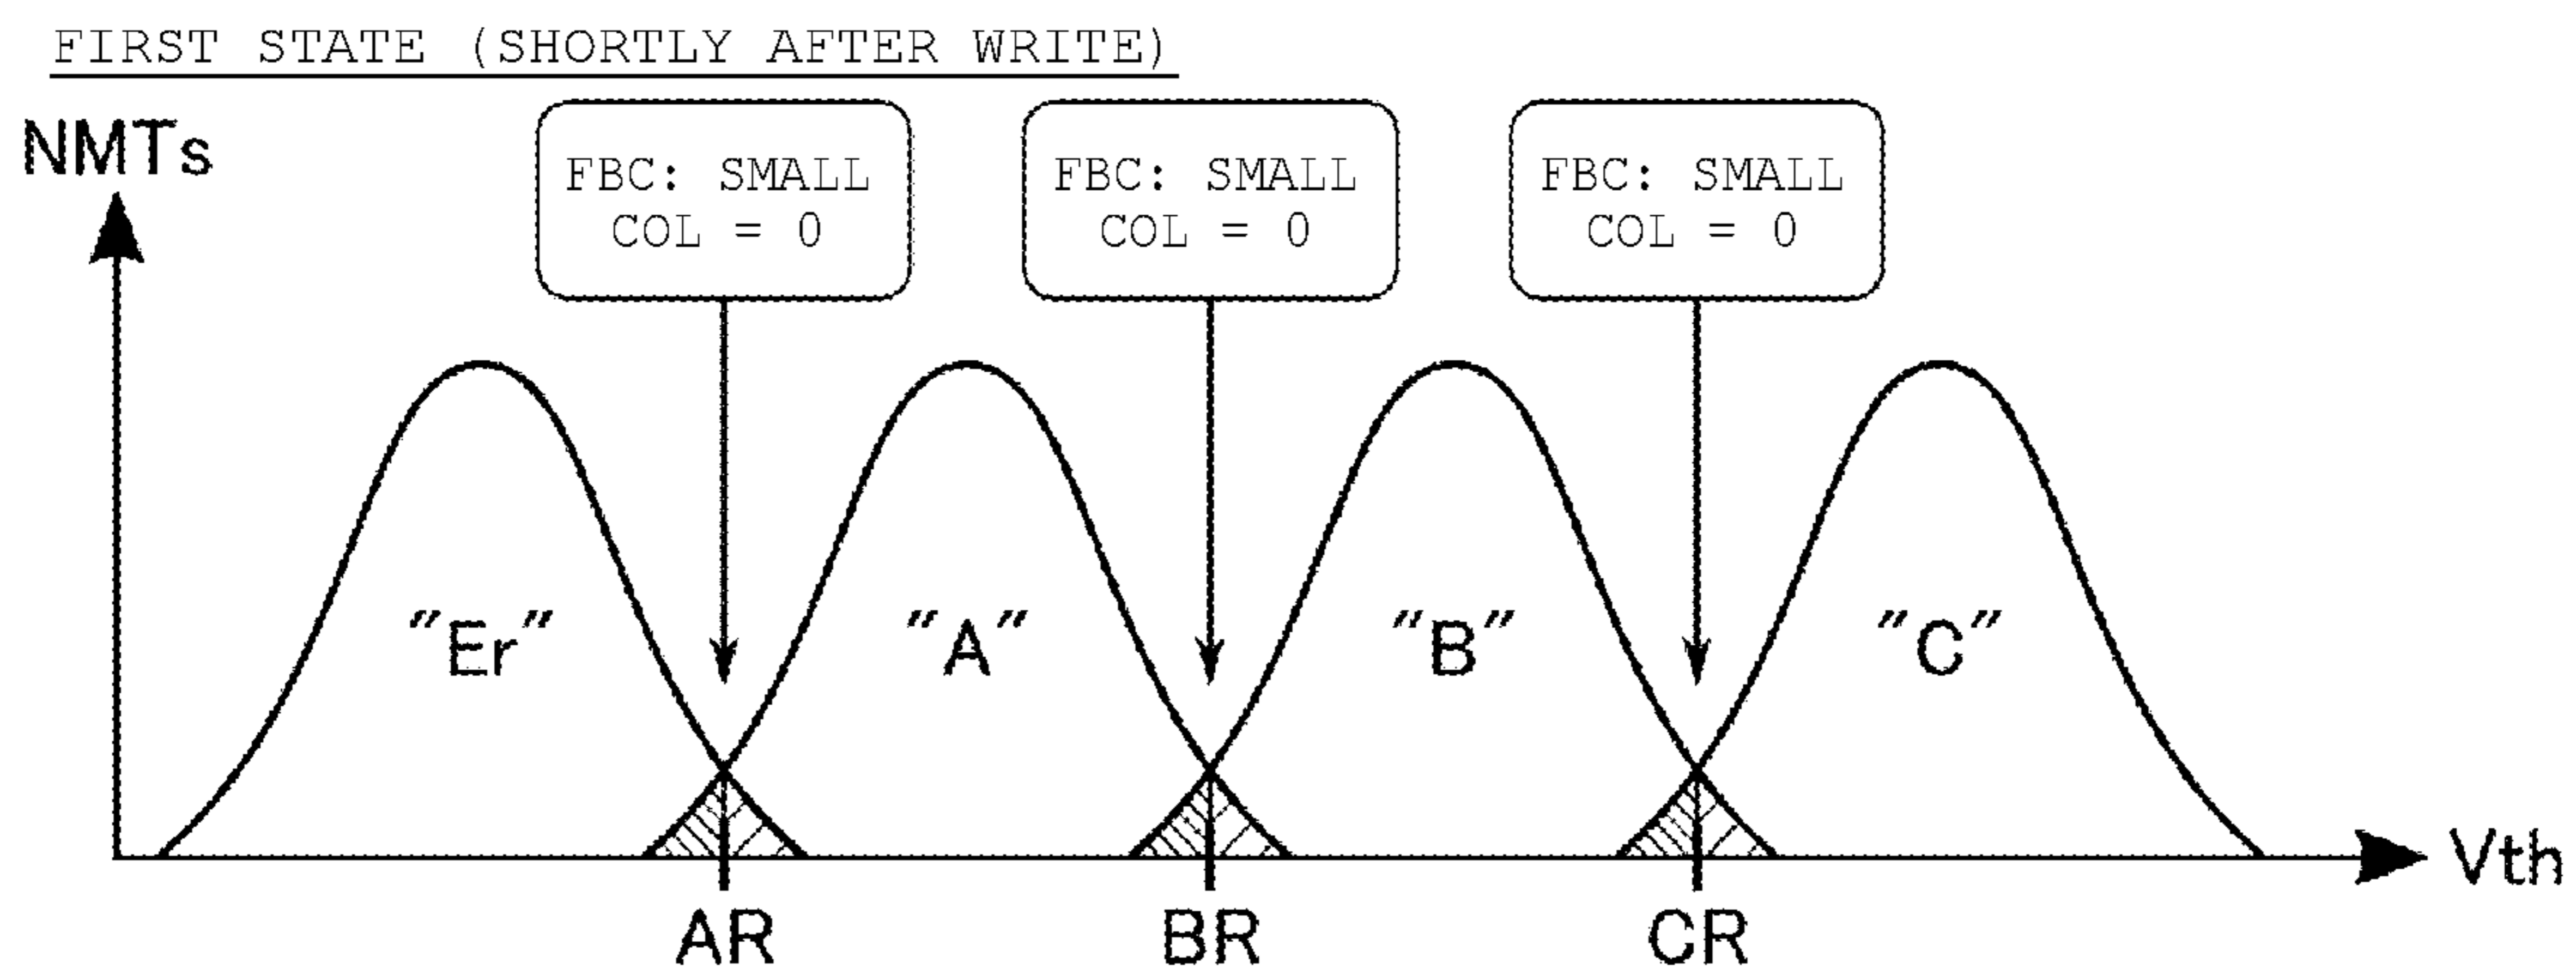 FIRST STATE (SHORTLY AFTER WRITE)
NMTs
FBC: SMALL
COL = 0
FBC: SMALL
COL = 0
FBC: SMALL
COL = 0
"Er"
"A"
"B"
"C"
Vth
AR
BR
CR